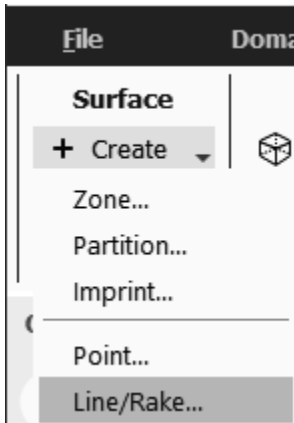 File Doma
Surface
+ Create
Zone...
Partition...
Imprint...
Point...
Line/Rake...